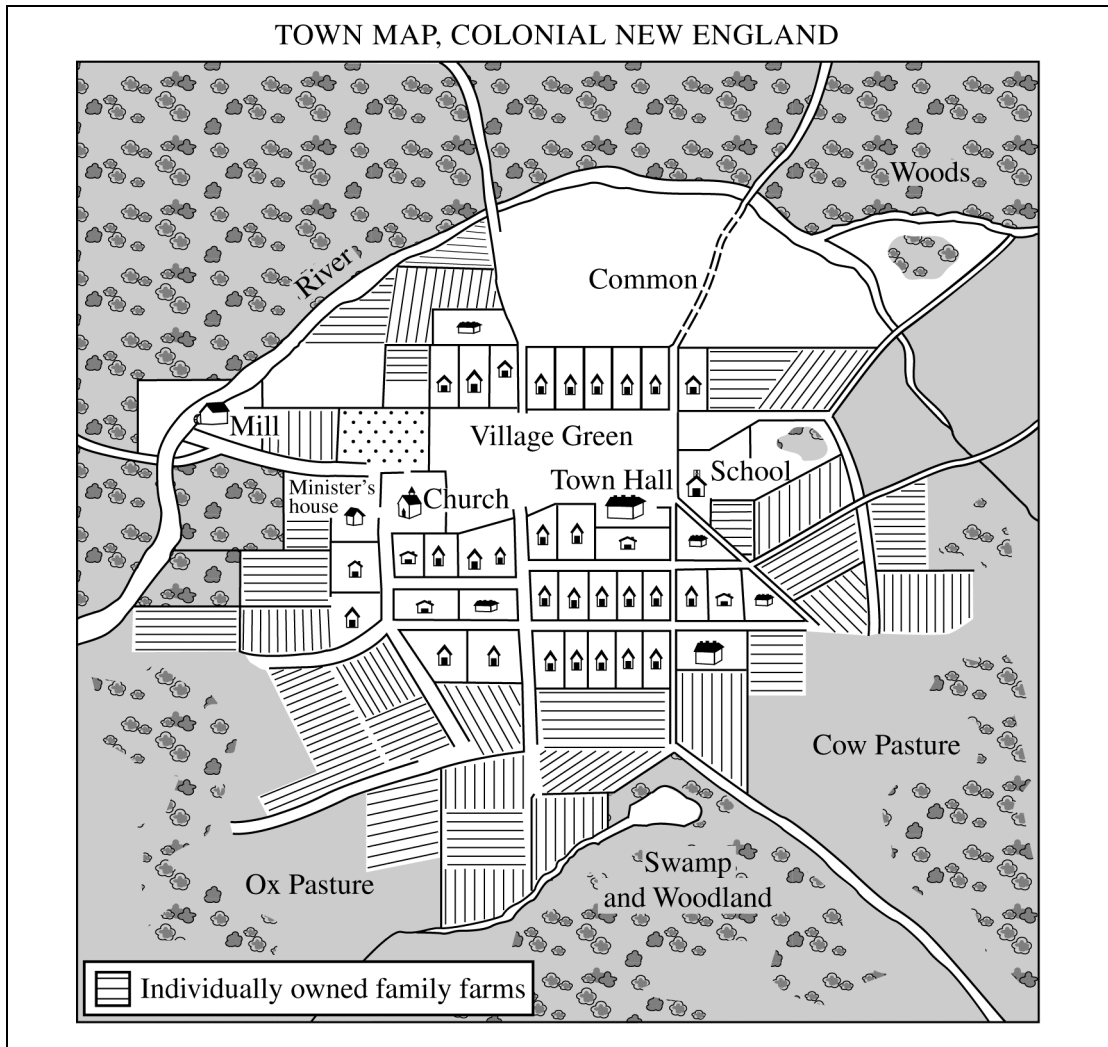 TOWN MAP, COLONIAL NEW ENGLAND
Woods
River
Common
Mill
Village Green
Minister's
house
Church
Town Hall
School
Cow Pasture
Ox Pasture
Swamp
and Woodland
Individually owned family farms